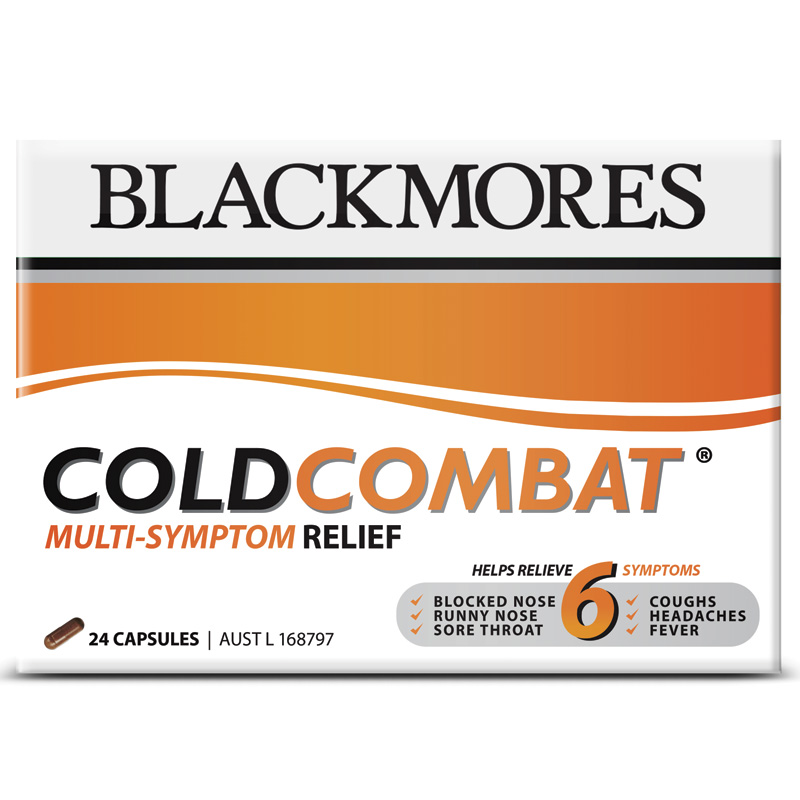 BLACKMORES
COLDCOMBAT®
MULTI-SYMPTOM RELIEF
HELPS RELIEVE 6 SYMPTOMS
BLOCKED NOSE
RUNNY NOSE
SORE THROAT
COUGHS
HEADACHES
FEVER
24 CAPSULES | AUST L 168797